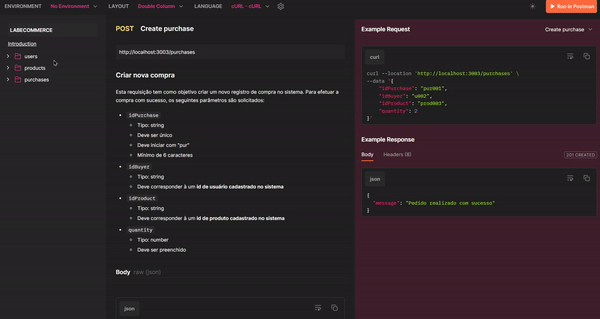 ENVIRONMENT No Environment LAYOUT Double Column LANGUAGE cURL - cURL
Run in Postman
LABECOMMERCE
Introduction
users
products
purchases
POST Create purchase
http://localhost:3003/purchases
Criar nova compra
Esta requisição tem como objetivo criar um novo registro de compra no sistema. Para efetuar a
compra com sucesso, os seguintes parâmetros são solicitados:
idPurchase
Tipo: string
Deve ser único
Deve iniciar com "pur"
Mínimo de 6 caracteres
idBuyer
Tipo: string
Deve corresponder à um id de usuário cadastrado no sistema
idProduct
Tipo: string
Deve corresponder à um id de produto cadastrado no sistema
quantity
Tipo: number
Deve ser preenchido
Body raw (json)
json
Example Request
Create purchase
curl
curl --location 'http://localhost:3003/purchases' \
--data '{
"idPurchase": "pur001",
"idBuyer": "u002",
"idProduct": "prod003",
"quantity": 2
}'
Example Response
Body Headers (8)
201 CREATED
json
{
"message": "Pedido realizado com sucesso"
}